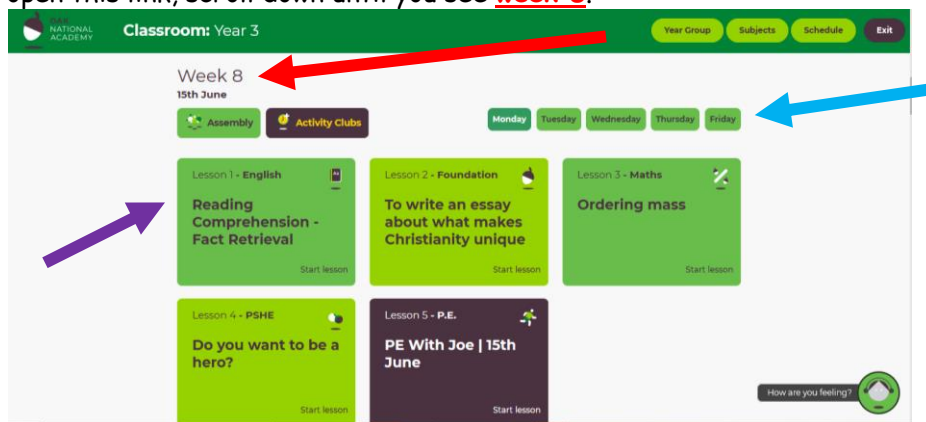 open this link, scroll down until you see week 8.
OAK
NATIONAL
ACADEMY
Classroom: Year 3
Year Group
Subjects
Schedule
Exit
Week 8
15th June
Assembly
Activity Clubs
Monday
Tuesday
Wednesday
Thursday
Friday
Lesson 1 - English
Reading
Comprehension -
Fact Retrieval
Start lesson
Lesson 2 - Foundation
To write an essay
about what makes
Christianity unique
Start lesson
Lesson 3 - Maths
Ordering mass
Start lesson
Lesson 4 - PSHE
Do you want to be a
hero?
Start lesson
Lesson 5 - P.E.
PE With Joe | 15th
June
Start lesson
How are you feeling?